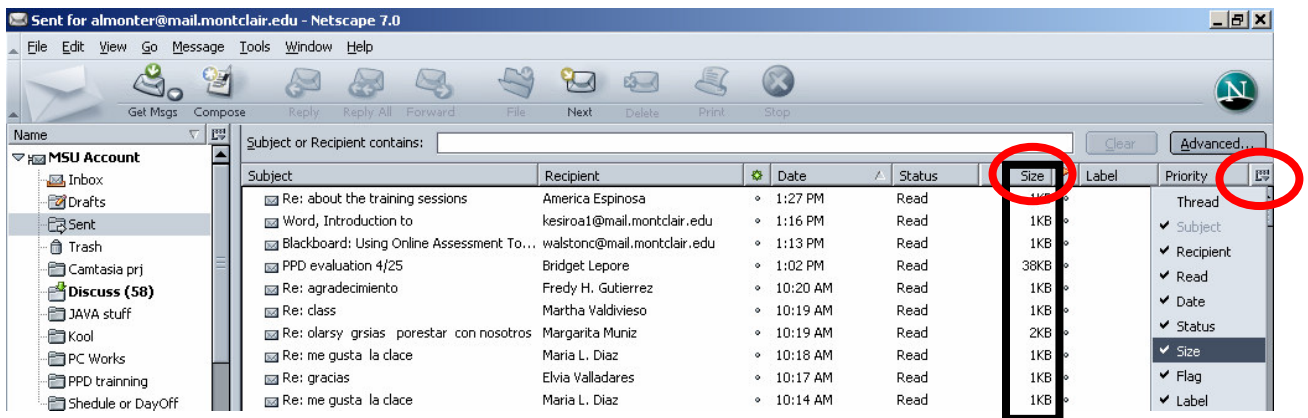 Sent for almonter@mail.montclair.edu - Netscape 7.0
File Edit View Go Message Tools Window Help
Get Msgs Compose Reply Reply All Forward File Next Delete Print Stop
N
Name
Subject or Recipient contains: Clear Advanced...
MSU Account
Subject Recipient Date Status Size Label Priority
Inbox
Re: about the training sessions America Espinosa 1:27 PM Read 1KB
Thread
Drafts
Word, Introduction to kesiroa1@mail.montclair.edu 1:16 PM Read 1KB
Subject
Sent
Blackboard: Using Online Assessment To... walstonc@mail.montclair.edu 1:13 PM Read 1KB
Recipient
Trash
PPD evaluation 4/25 Bridget Lepore 1:02 PM Read 38KB
Read
Camtasia prj
Re: agradecimiento Fredy H. Gutierrez 10:20 AM Read 1KB
Date
Discuss (58)
Re: class Martha Valdivieso 10:19 AM Read 1KB
JAVA stuff
Re: olarsy grsias porestar con nosotros Margarita Muniz 10:19 AM Read 2KB
Status
Kool
Re: me gusta la clace Maria L. Diaz 10:18 AM Read 1KB
Size
PC Works
Re: gracias Elvia Valladares 10:17 AM Read 1KB
Flag
PPD trainning
Re: me gusta la clace Maria L. Diaz 10:14 AM Read 1KB
Label
Shedule or DayOff